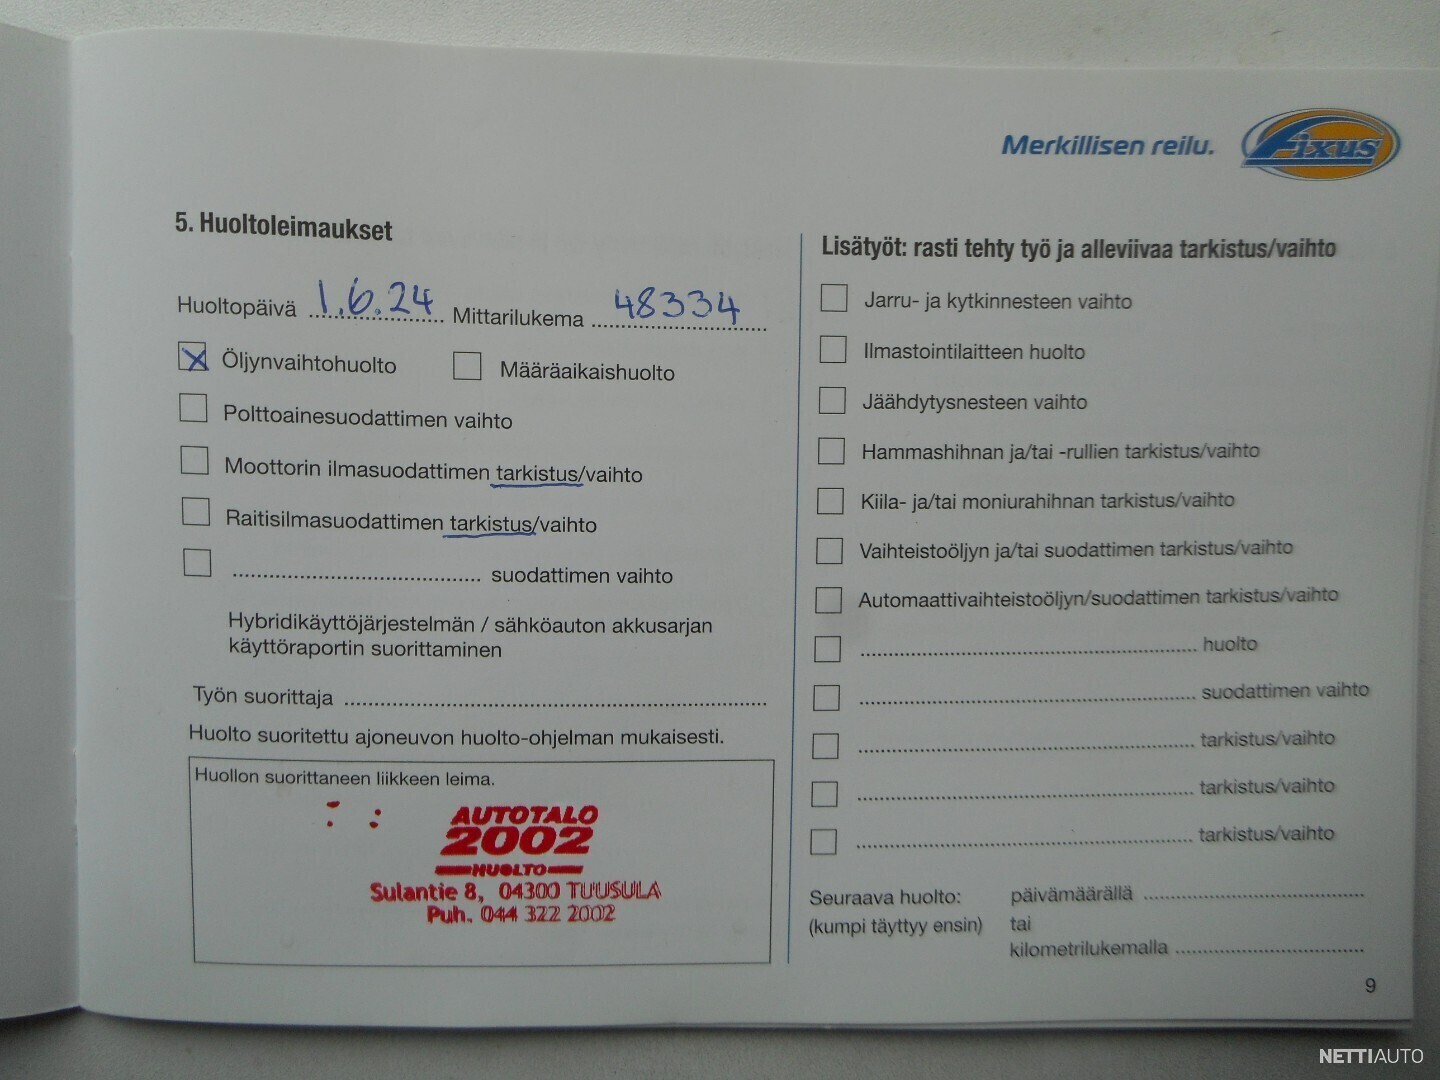 Merkillisen reilu. Fixus
5. Huoltoleimaukset
Huoltopäivä 1.6.24 Mittarilukema 48334
Öljynvaihtohuolto Määräaikaishuolto
Polttoainesuodattimen vaihto
Moottorin ilmasuodattimen tarkistus/vaihto
Raitisilmasuodattimen tarkistus/vaihto
.......................................... suodattimen vaihto
Hybridikäyttöjärjestelmän / sähköauton akkusarjan
käyttöraportin suorittaminen
Työn suorittaja ..........................................
Huolto suoritettu ajoneuvon huolto-ohjelman mukaisesti.
Huollon suorittaneen liikkeen leima.
AUTOTALO
2002
HUOLTO
Sulantie 8, 04300 TUUSULA
Puh. 044 322 2002
Lisätyöt: rasti tehty työ ja alleviivaa tarkistus/vaihto
Jarru- ja kytkinnesteen vaihto
Ilmastointilaitteen huolto
Jäähdytysnesteen vaihto
Hammashihnan ja/tai -rullien tarkistus/vaihto
Kiila- ja/tai moniurahihnan tarkistus/vaihto
Vaihteistoöljyn ja/tai suodattimen tarkistus/vaihto
Automaattivaihteistoöljyn/suodattimen tarkistus/vaihto
.......................................... huolto
.......................................... suodattimen vaihto
.......................................... tarkistus/vaihto
.......................................... tarkistus/vaihto
.......................................... tarkistus/vaihto
Seuraava huolto: päivämäärällä ..........................................
(kumpi täyttyy ensin) tai
kilometrilukemalla ..........................................
9
NETTIAUTO